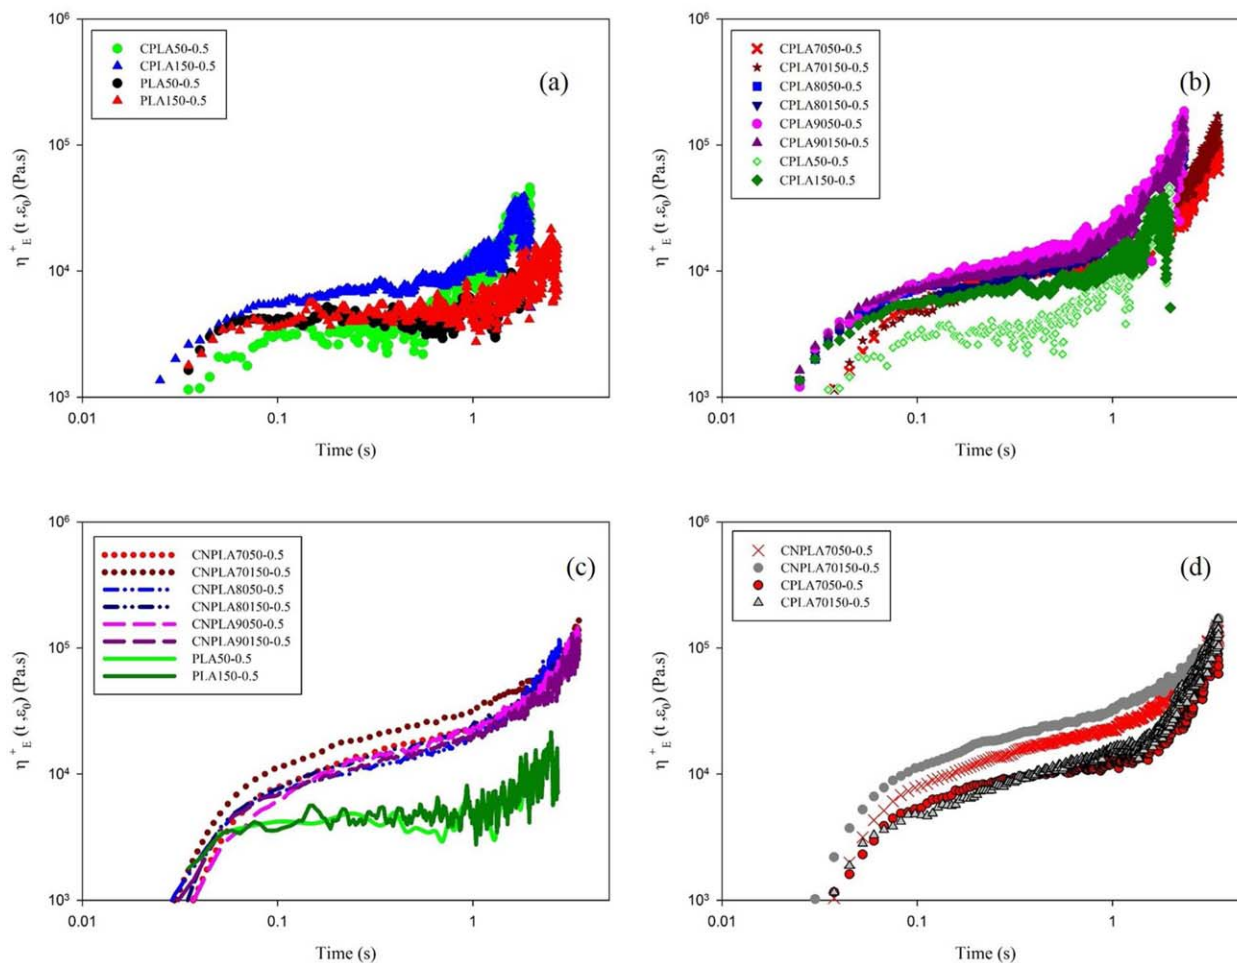 (a)
η⁺E (t ,ε₀) (Pa.s)
10⁶
10⁵
10⁴
10³
CPLA50-0.5
CPLA150-0.5
PLA50-0.5
PLA150-0.5
0.01 0.1 1
Time (s)
(b)
η⁺E (t ,ε₀) (Pa.s)
10⁶
10⁵
10⁴
10³
CPLA7050-0.5
CPLA70150-0.5
CPLA8050-0.5
CPLA80150-0.5
CPLA9050-0.5
CPLA90150-0.5
CPLA50-0.5
CPLA150-0.5
0.01 0.1 1
Time (s)
(c)
η⁺E (t ,ε₀) (Pa.s)
10⁶
10⁵
10⁴
10³
CNPLA7050-0.5
CNPLA70150-0.5
CNPLA8050-0.5
CNPLA80150-0.5
CNPLA9050-0.5
CNPLA90150-0.5
PLA50-0.5
PLA150-0.5
0.01 0.1 1
Time (s)
(d)
η⁺E (t ,ε₀) (Pa.s)
10⁶
10⁵
10⁴
10³
CNPLA7050-0.5
CNPLA70150-0.5
CPLA7050-0.5
CPLA70150-0.5
0.01 0.1 1
Time (s)